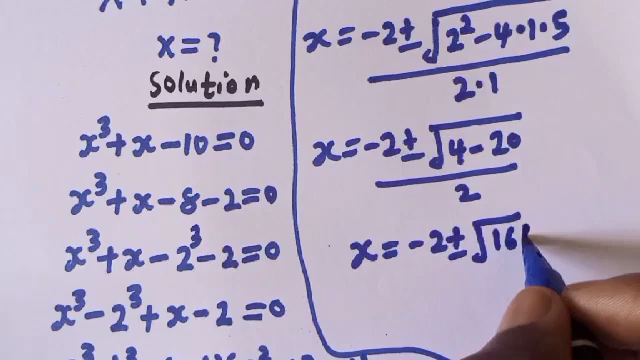 x = ?
Solution
x³ + x - 10 = 0
x³ + x - 8 - 2 = 0
x³ + x - 2³ - 2 = 0
x³ - 2³ + x - 2 = 0
x = -2 ± √(2² - 4·1·5)
2·1
x = -2 ± √(4 - 20)
2
x = -2 ± √16